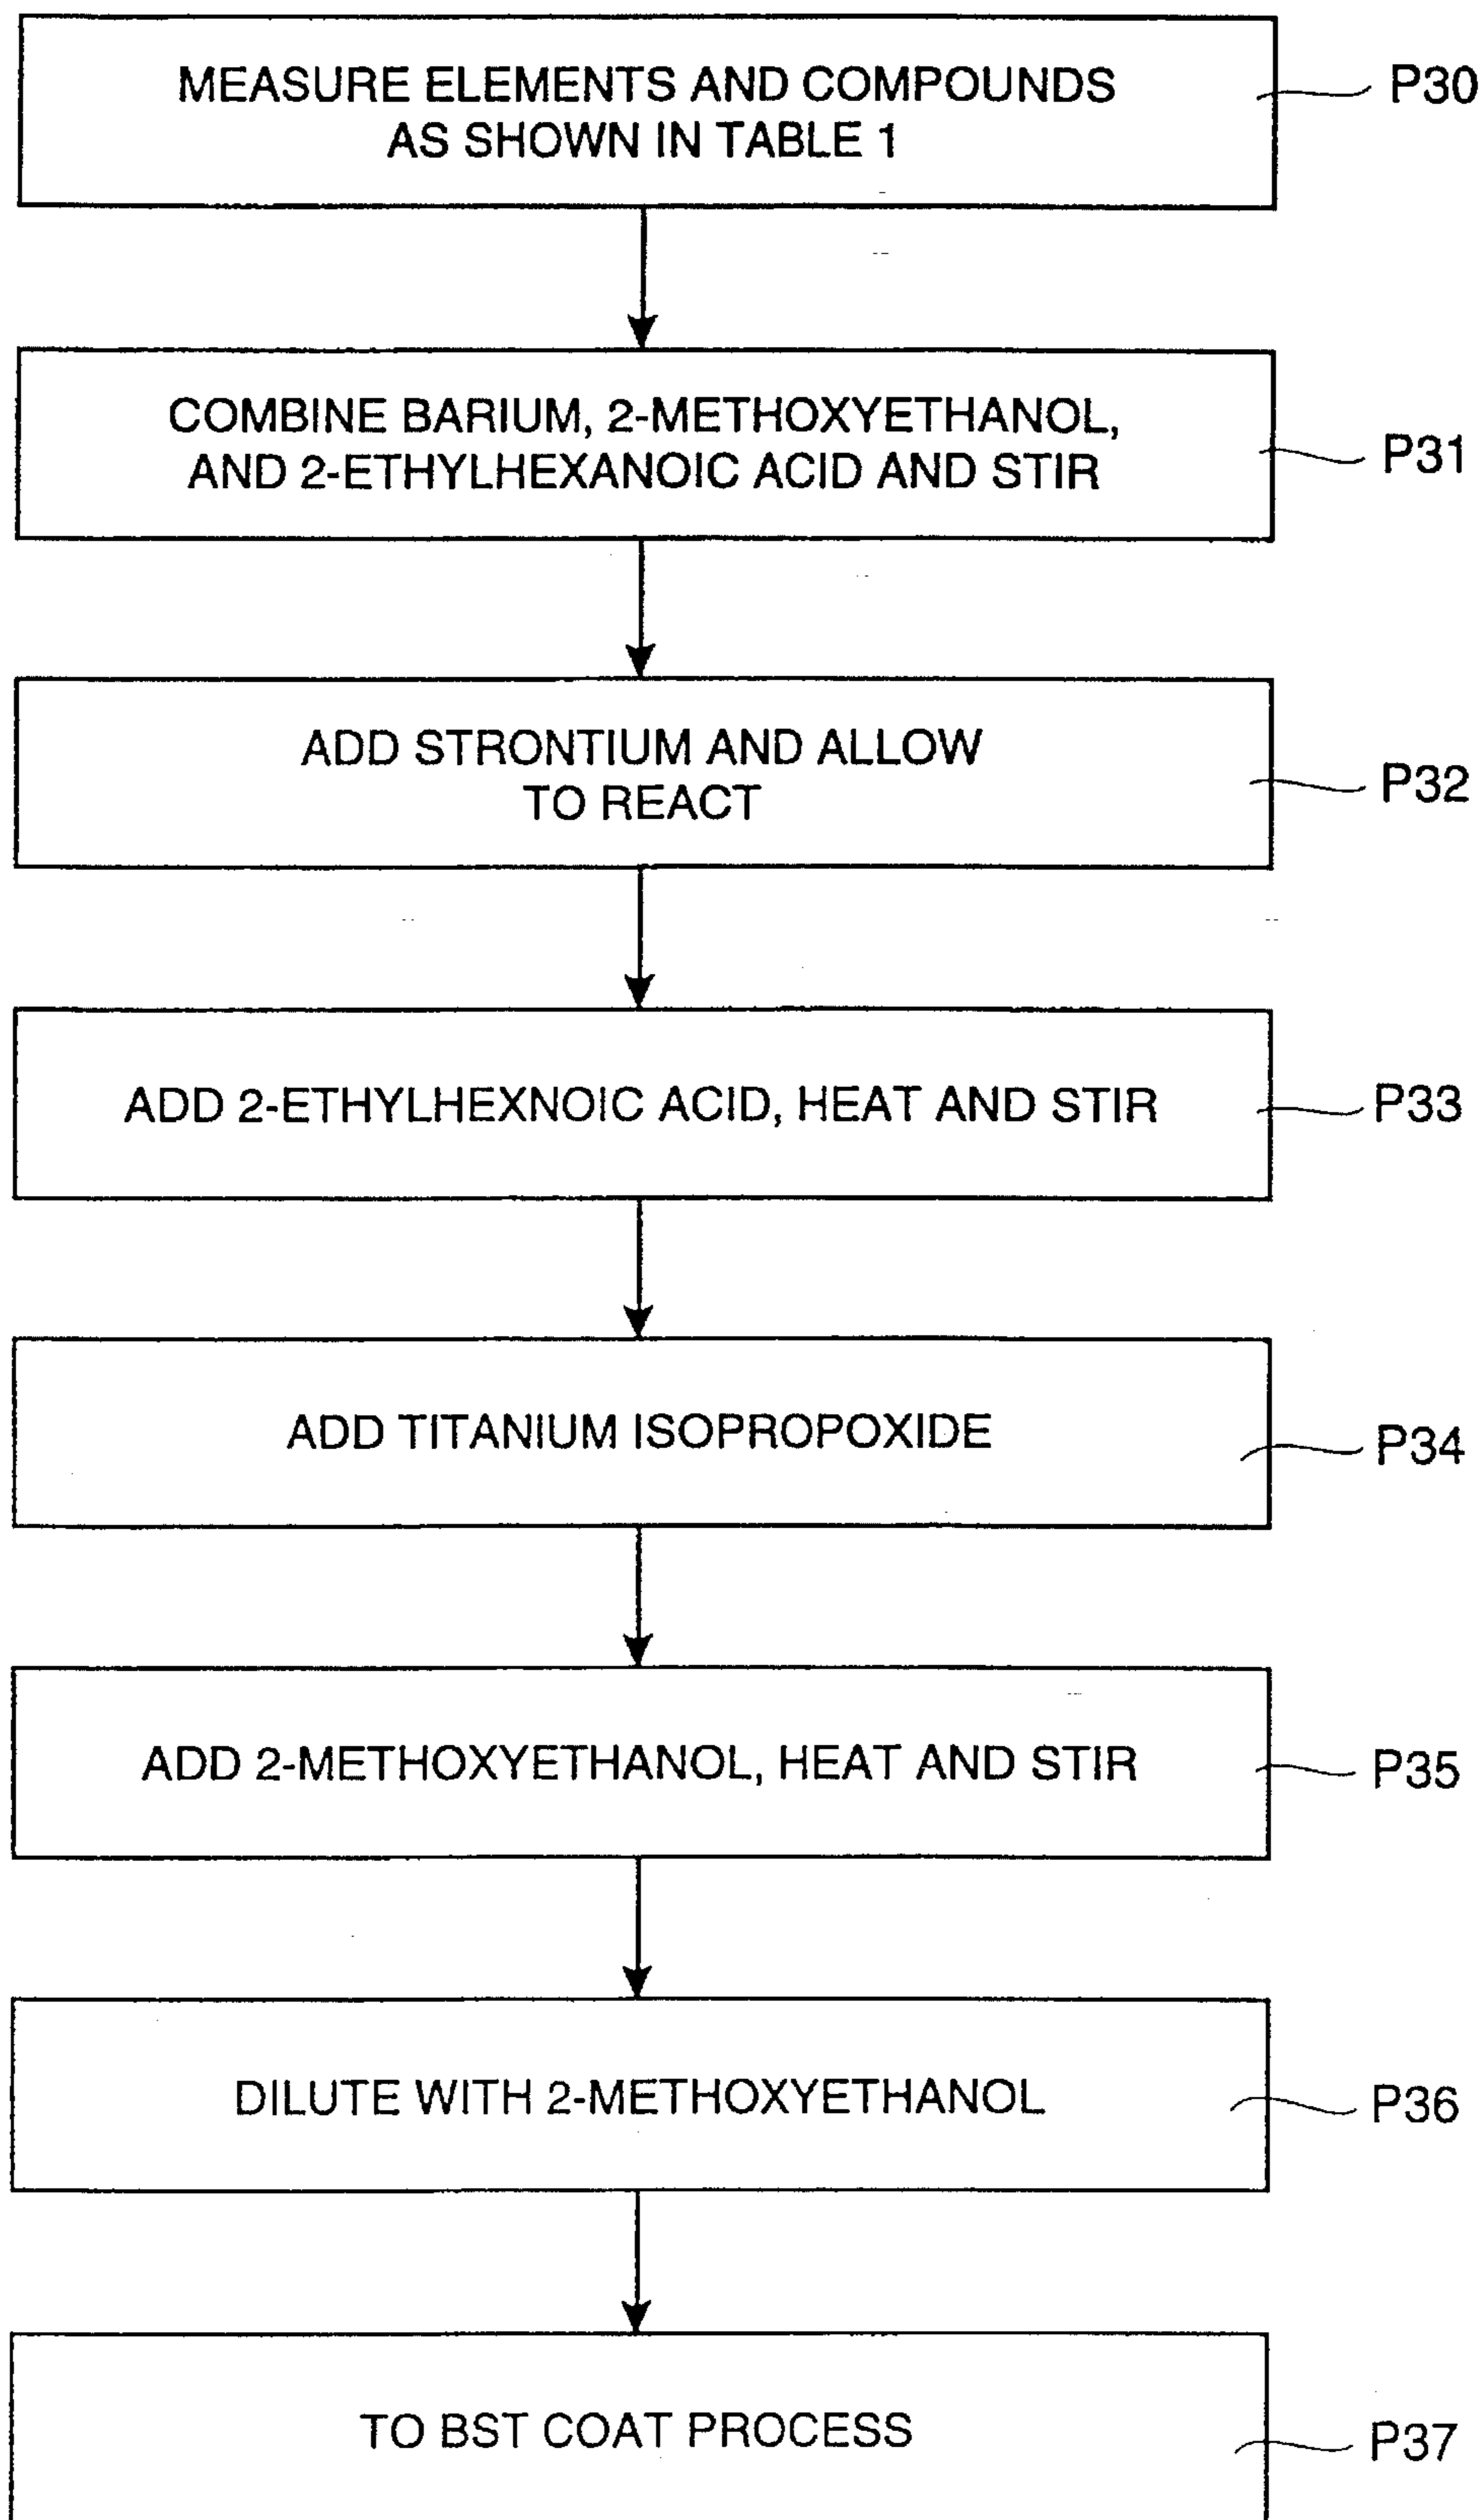 MEASURE ELEMENTS AND COMPOUNDS
AS SHOWN IN TABLE 1
P30
COMBINE BARIUM, 2-METHOXYETHANOL,
AND 2-ETHYLHEXANOIC ACID AND STIR
P31
ADD STRONTIUM AND ALLOW
TO REACT
P32
ADD 2-ETHYLHEXNOIC ACID, HEAT AND STIR
P33
ADD TITANIUM ISOPROPOXIDE
P34
ADD 2-METHOXYETHANOL, HEAT AND STIR
P35
DILUTE WITH 2-METHOXYETHANOL
P36
TO BST COAT PROCESS
P37